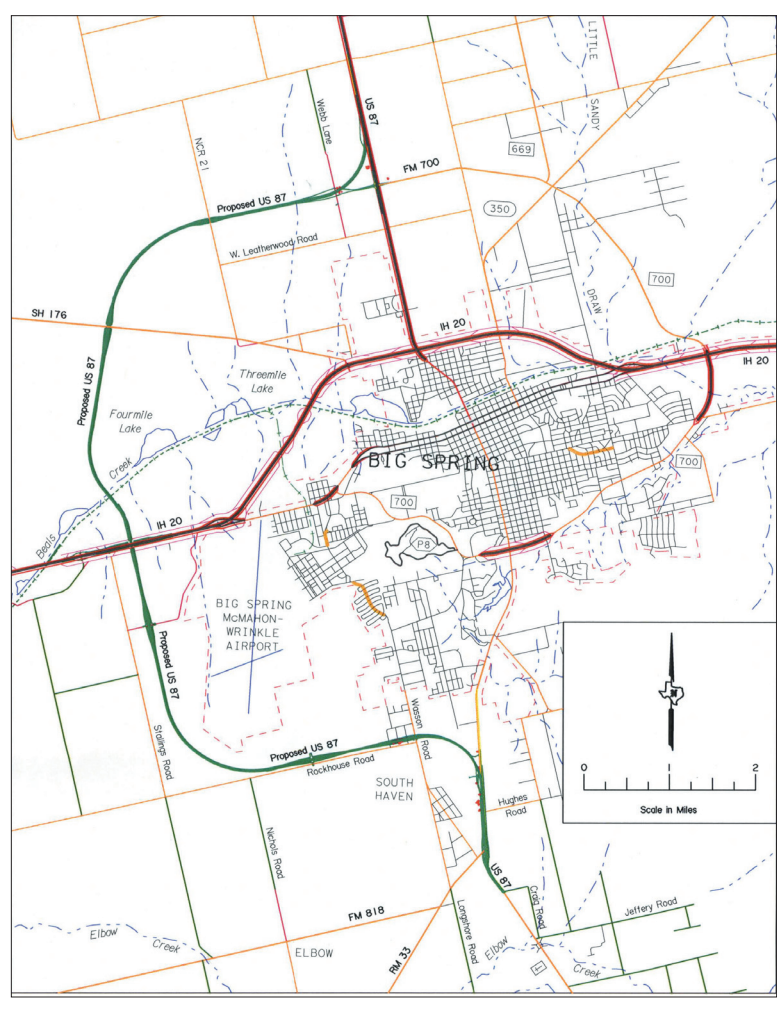 LITTLE
SANDY
DRAW
US 87
Webb Lane
NCR 21
669
FM 700
Proposed US 87
350
W. Leatherwood Road
700
SH 176
IH 20
IH 20
Proposed US 87
Threemile
Lake
Fourmile
Lake
Creek
Beals
BIG SPRING
700
700
IH 20
P8
BIG SPRING
McMAHON-
WRINKLE
AIRPORT
Proposed US 87
Stallings Road
Wasson
Road
Proposed US 87
Rockhouse Road
SOUTH
HAVEN
Hughes
Road
0 1 2
Scale in Miles
Nichols Road
US 87
Craig Road
Jeffery Road
FM 818
Longshore Road
Elbow
Creek
ELBOW
RM 33
Elbow
Creek